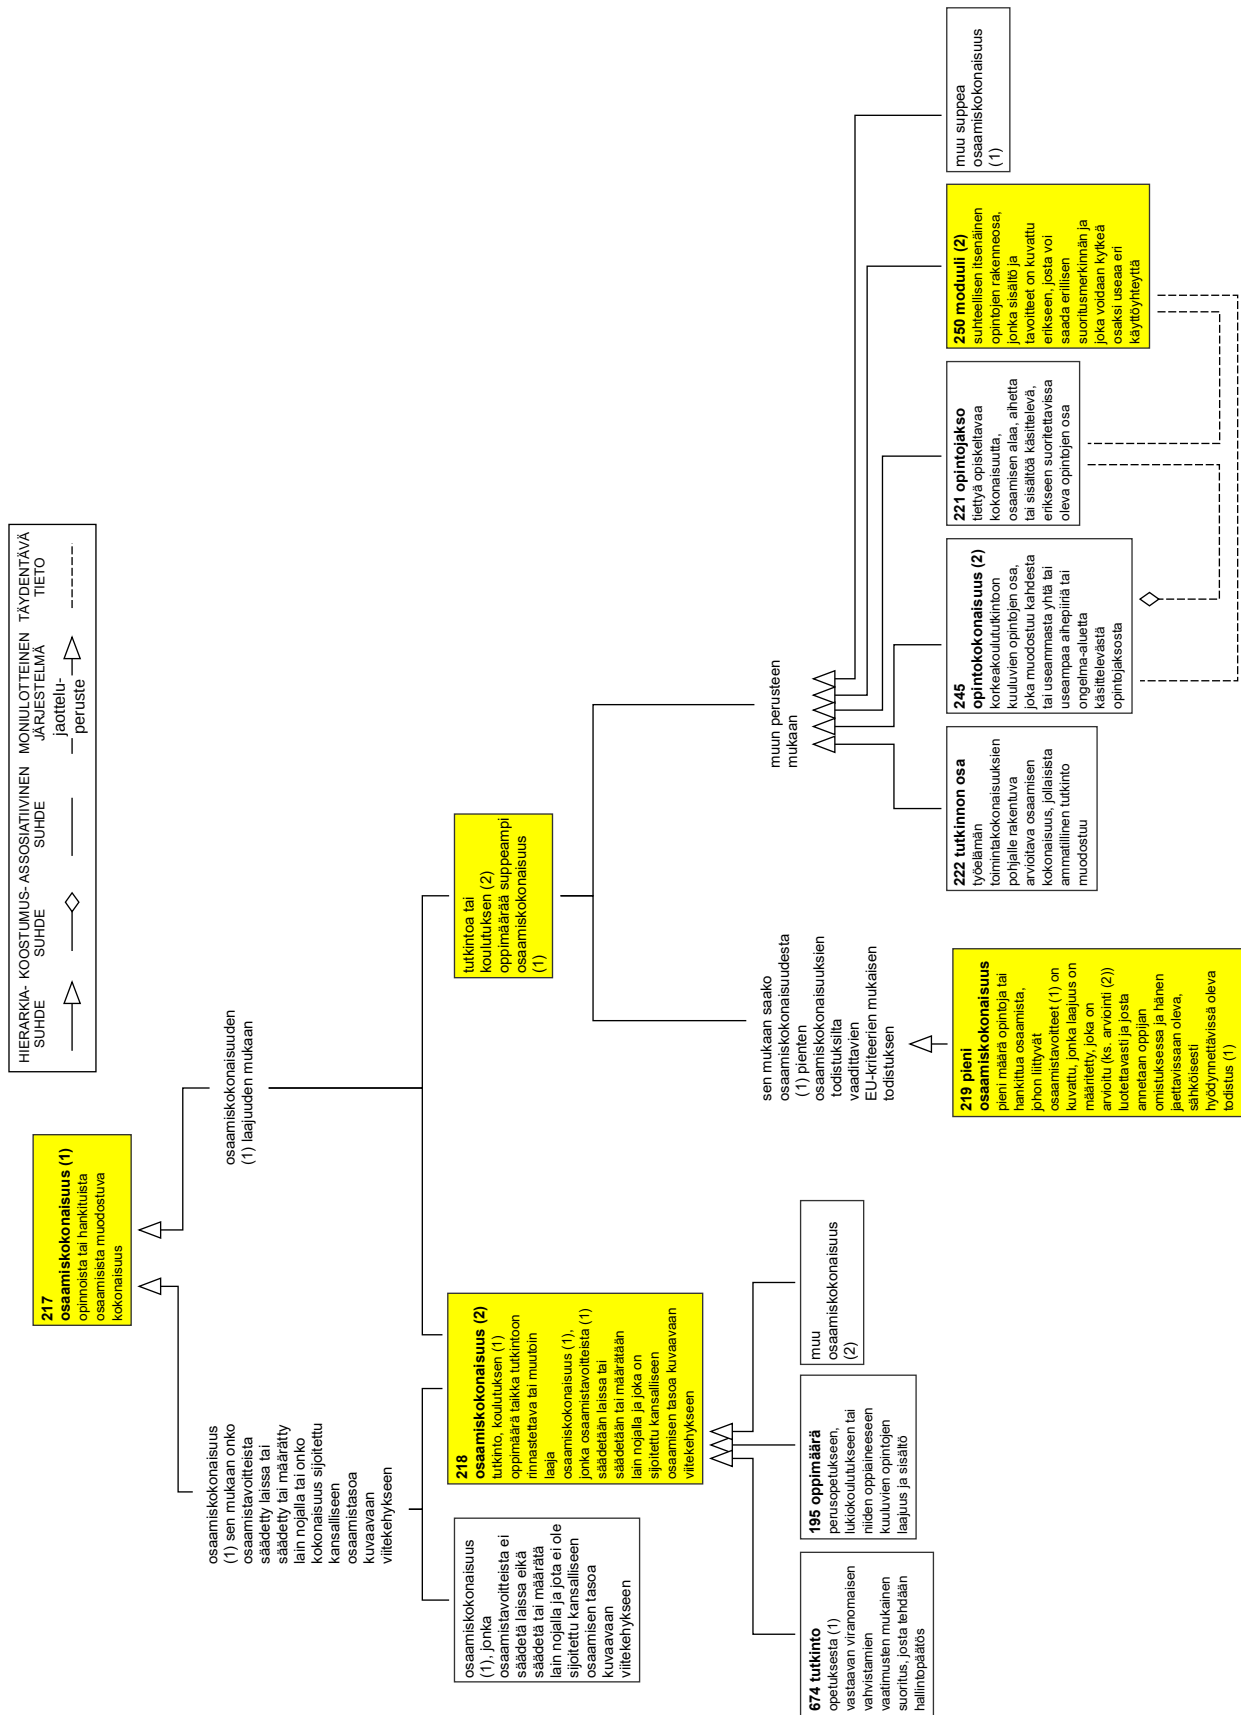 HIERARKIA-
SUHDE
KOOSTUMUS-
SUHDE
ASSOSIATIIVINEN
SUHDE
MONIULOTTEINEN
JÄRJESTELMÄ
TÄYDENTÄVÄ
TIETO
jaottelu-
peruste
217
osaamiskokonaisuus (1)
opinnoista tai hankituista
osaamisista muodostuva
kokonaisuus
osaamiskokonaisuus
(1) sen mukaan onko
osaamistavoitteista
säädetty laissa tai
säädetty tai määrätty
lain nojalla tai onko
kokonaisuus sijoitettu
kansalliseen
osaamistasoa
kuvaavaan
viitekehykseen
osaamiskokonaisuuden
(1) laajuuden mukaan
osaamiskokonaisuus
(1), jonka
osaamistavoitteista ei
säädetä laissa eikä
säädetä tai määrätä
lain nojalla ja jota ei ole
sijoitettu kansalliseen
osaamisen tasoa
kuvaavaan
viitekehykseen
218
osaamiskokonaisuus (2)
tutkinto, koulutuksen (1)
oppimäärä taikka tutkintoon
rinnastettava tai muutoin
laaja
osaamiskokonaisuus (1),
jonka osaamistavoitteista (1)
säädetään laissa tai
säädetään tai määrätään
lain nojalla ja joka on
sijoitettu kansalliseen
osaamisen tasoa kuvaavaan
viitekehykseen
tutkintoa tai
koulutuksen (2)
oppimäärää suppeampi
osaamiskokonaisuus
(1)
674 tutkinto
opetuksesta (1)
vastaavan viranomaisen
vahvistamien
vaatimusten mukainen
suoritus, josta tehdään
hallintopäätös
195 oppimäärä
perusopetukseen,
lukiokoulutukseen tai
niiden oppiaineeseen
kuuluvien opintojen
laajuus ja sisältö
muu
osaamiskokonaisuus
(2)
sen mukaan saako
osaamiskokonaisuudesta
(1) pienten
osaamiskokonaisuuksien
todistuksilta
vaadittavien
EU-kriteerien mukaisen
todistuksen
muun perusteen
mukaan
219 pieni
osaamiskokonaisuus
pieni määrä opintoja tai
hankittua osaamista,
johon liittyvät
osaamistavoitteet (1) on
kuvattu, jonka laajuus on
määritetty, joka on
arvioitu (ks. arviointi (2))
luotettavasti ja josta
annetaan oppijan
omistuksessa ja hänen
jaettavissaan oleva,
sähköisesti
hyödynnettävissä oleva
todistus (1)
222 tutkinnon osa
työelämän
toimintakokonaisuuksien
pohjalle rakentuva
arvioitava osaamisen
kokonaisuus, jollaisista
ammatillinen tutkinto
muodostuu
245
opintokokonaisuus (2)
korkeakoulututkintoon
kuuluvien opintojen osa,
joka muodostuu kahdesta
tai useammasta yhtä tai
useampaa aihepiiriä tai
ongelma-aluetta
käsittelevästä
opintojaksosta
221 opintojakso
tiettyä opiskeltavaa
kokonaisuutta,
osaamisen alaa, aihetta
tai sisältöä käsittelevä,
erikseen suoritettavissa
oleva opintojen osa
250 moduuli (2)
suhteellisen itsenäinen
opintojen rakenneosa,
jonka sisältö ja
tavoitteet on kuvattu
erikseen, josta voi
saada erillisen
suoritusmerkinnän ja
joka voidaan kytkeä
osaksi useaa eri
käyttöyhteyttä
muu suppea
osaamiskokonaisuus
(1)